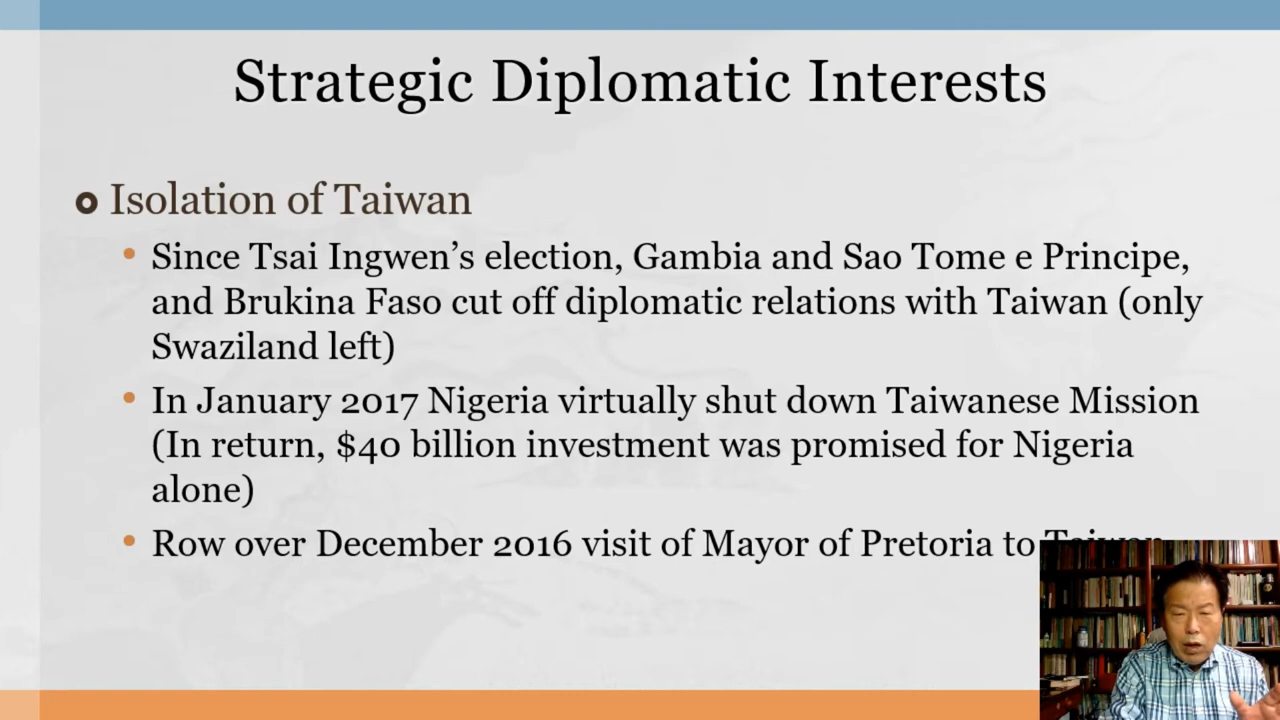 Strategic Diplomatic Interests
Isolation of Taiwan
Since Tsai Ingwen's election, Gambia and Sao Tome e Principe,
and Brukina Faso cut off diplomatic relations with Taiwan (only
Swaziland left)
In January 2017 Nigeria virtually shut down Taiwanese Mission
(In return, $40 billion investment was promised for Nigeria
alone)
Row over December 2016 visit of Mayor of Pretoria to Taiwan